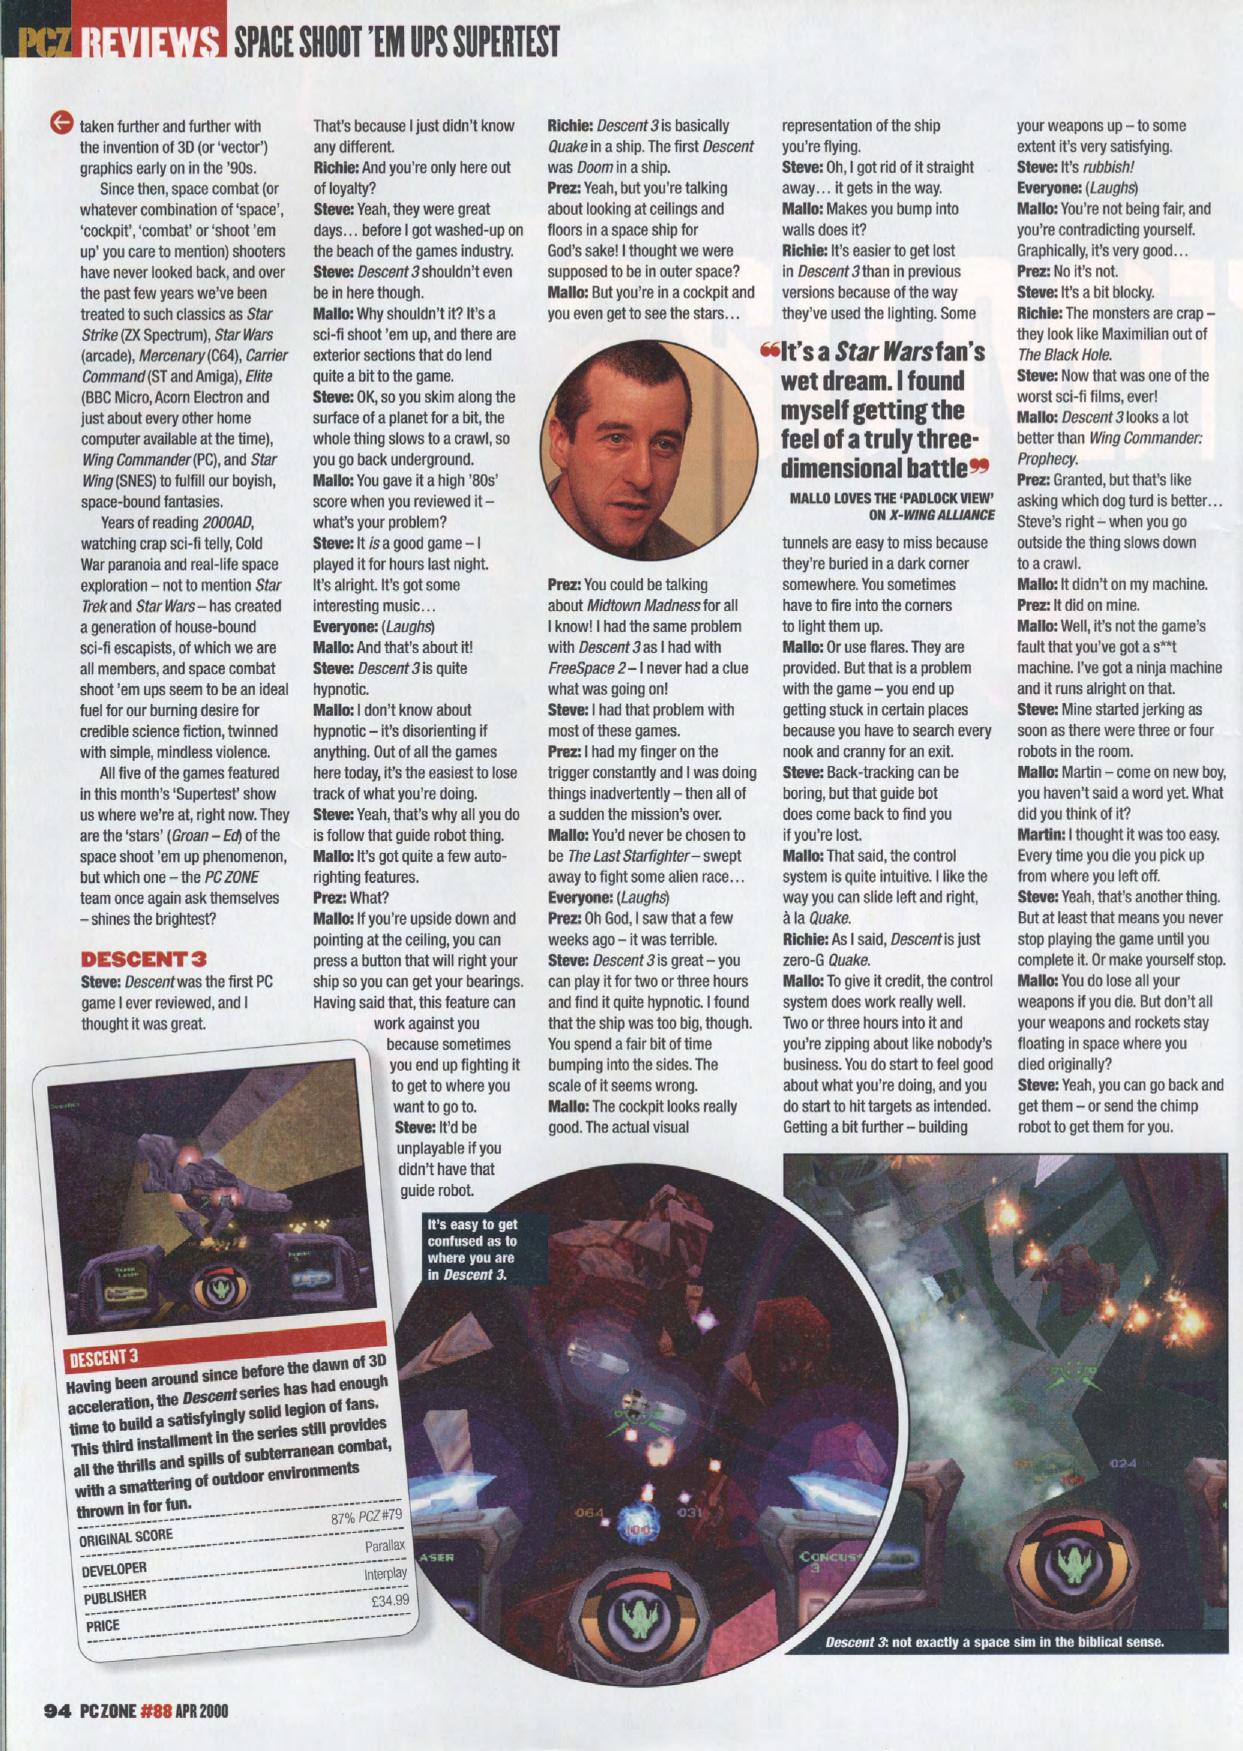 PCZ REVIEWS SPACE SHOOT 'EM UPS SUPERTEST
taken further and further with
the invention of 3D (or 'vector')
graphics early on in the '90s.
Since then, space combat (or
whatever combination of 'space',
'cockpit', 'combat' or 'shoot 'em
up' you care to mention) shooters
have never looked back, and over
the past few years we've been
treated to such classics as Star
Strike (ZX Spectrum), Star Wars
(arcade), Mercenary (C64), Carrier
Command (ST and Amiga), Elite
(BBC Micro, Acorn Electron and
just about every other home
computer available at the time),
Wing Commander (PC), and Star
Wing (SNES) to fulfill our boyish,
space-bound fantasies.
Years of reading 2000AD,
watching crap sci-fi telly, Cold
War paranoia and real-life space
exploration – not to mention Star
Trek and Star Wars – has created
a generation of house-bound
sci-fi escapists, of which we are
all members, and space combat
shoot 'em ups seem to be an ideal
fuel for our burning desire for
credible science fiction, twinned
with simple, mindless violence.
All five of the games featured
in this month's 'Supertest' show
us where we're at, right now. They
are the 'stars' (Groan – Ed) of the
space shoot 'em up phenomenon,
but which one – the PC ZONE
team once again ask themselves
– shines the brightest?
DESCENT 3
Steve: Descent was the first PC
game I ever reviewed, and I
thought it was great.
That's because I just didn't know
any different.
Richie: And you're only here out
of loyalty?
Steve: Yeah, they were great
days... before I got washed-up on
the beach of the games industry.
Steve: Descent 3 shouldn't even
be in here though.
Mallo: Why shouldn't it? It's a
sci-fi shoot 'em up, and there are
exterior sections that do lend
quite a bit to the game.
Steve: OK, so you skim along the
surface of a planet for a bit, the
whole thing slows to a crawl, so
you go back underground.
Mallo: You gave it a high '80s'
score when you reviewed it –
what's your problem?
Steve: It is a good game – I
played it for hours last night.
It's alright. It's got some
interesting music...
Everyone: (Laughs)
Mallo: And that's about it!
Steve: Descent 3 is quite
hypnotic.
Mallo: I don't know about
hypnotic – it's disorienting if
anything. Out of all the games
here today, it's the easiest to lose
track of what you're doing.
Steve: Yeah, that's why all you do
is follow that guide robot thing.
Mallo: It's got quite a few auto-
righting features.
Prez: What?
Mallo: If you're upside down and
pointing at the ceiling, you can
press a button that will right your
ship so you can get your bearings.
Having said that, this feature can
work against you
because sometimes
you end up fighting it
to get to where you
want to go to.
Steve: It'd be
unplayable if you
didn't have that
guide robot.
Richie: Descent 3 is basically
Quake in a ship. The first Descent
was Doom in a ship.
Prez: Yeah, but you're talking
about looking at ceilings and
floors in a space ship for
God's sake! I thought we were
supposed to be in outer space?
Mallo: But you're in a cockpit and
you even get to see the stars...
Prez: You could be talking
about Midtown Madness for all
I know! I had the same problem
with Descent 3 as I had with
FreeSpace 2 – I never had a clue
what was going on!
Steve: I had that problem with
most of these games.
Prez: I had my finger on the
trigger constantly and I was doing
things inadvertently – then all of
a sudden the mission's over.
Mallo: You'd never be chosen to
be The Last Starfighter – swept
away to fight some alien race...
Everyone: (Laughs)
Prez: Oh God, I saw that a few
weeks ago – it was terrible.
Steve: Descent 3 is great – you
can play it for two or three hours
and find it quite hypnotic. I found
that the ship was too big, though.
You spend a fair bit of time
bumping into the sides. The
scale of it seems wrong.
Mallo: The cockpit looks really
good. The actual visual
representation of the ship
you're flying.
Steve: Oh, I got rid of it straight
away... it gets in the way.
Mallo: Makes you bump into
walls does it?
Richie: It's easier to get lost
in Descent 3 than in previous
versions because of the way
they've used the lighting. Some
“It's a Star Wars fan's
wet dream. I found
myself getting the
feel of a truly three-
dimensional battle”
MALLO LOVES THE 'PADLOCK VIEW'
ON X-WING ALLIANCE
tunnels are easy to miss because
they're buried in a dark corner
somewhere. You sometimes
have to fire into the corners
to light them up.
Mallo: Or use flares. They are
provided. But that is a problem
with the game – you end up
getting stuck in certain places
because you have to search every
nook and cranny for an exit.
Steve: Back-tracking can be
boring, but that guide bot
does come back to find you
if you're lost.
Mallo: That said, the control
system is quite intuitive. I like the
way you can slide left and right,
à la Quake.
Richie: As I said, Descent is just
zero-G Quake.
Mallo: To give it credit, the control
system does work really well.
Two or three hours into it and
you're zipping about like nobody's
business. You do start to feel good
about what you're doing, and you
do start to hit targets as intended.
Getting a bit further – building
your weapons up – to some
extent it's very satisfying.
Steve: It's rubbish!
Everyone: (Laughs)
Mallo: You're not being fair, and
you're contradicting yourself.
Graphically, it's very good...
Prez: No it's not.
Steve: It's a bit blocky.
Richie: The monsters are crap –
they look like Maximilian out of
The Black Hole.
Steve: Now that was one of the
worst sci-fi films, ever!
Mallo: Descent 3 looks a lot
better than Wing Commander:
Prophecy.
Prez: Granted, but that's like
asking which dog turd is better...
Steve's right – when you go
outside the thing slows down
to a crawl.
Mallo: It didn't on my machine.
Prez: It did on mine.
Mallo: Well, it's not the game's
fault that you've got a s**t
machine. I've got a ninja machine
and it runs alright on that.
Steve: Mine started jerking as
soon as there were three or four
robots in the room.
Mallo: Martin – come on new boy,
you haven't said a word yet. What
did you think of it?
Martin: I thought it was too easy.
Every time you die you pick up
from where you left off.
Steve: Yeah, that's another thing.
But at least that means you never
stop playing the game until you
complete it. Or make yourself stop.
Mallo: You do lose all your
weapons if you die. But don't all
your weapons and rockets stay
floating in space where you
died originally?
Steve: Yeah, you can go back and
get them – or send the chimp
robot to get them for you.
DESCENT 3
Having been around since before the dawn of 3D
acceleration, the Descent series has had enough
time to build a satisfyingly solid legion of fans.
This third installment in the series still provides
all the thrills and spills of subterranean combat,
with a smattering of outdoor environments
thrown in for fun.
ORIGINAL SCORE 87% PCZ #79
DEVELOPER Parallax
PUBLISHER Interplay
PRICE £34.99
It's easy to get
confused as to
where you are
in Descent 3.
064 031
100
ASER
CONCUSS
3
024
Descent 3: not exactly a space sim in the biblical sense.
94 PC ZONE #88 APR 2000